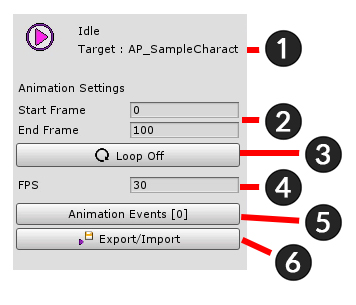 Idle
Target : AP_SampleCharact
1
Animation Settings
Start Frame 0
End Frame 100
2
Loop Off
3
FPS 30
4
Animation Events [0]
5
Export/Import
6